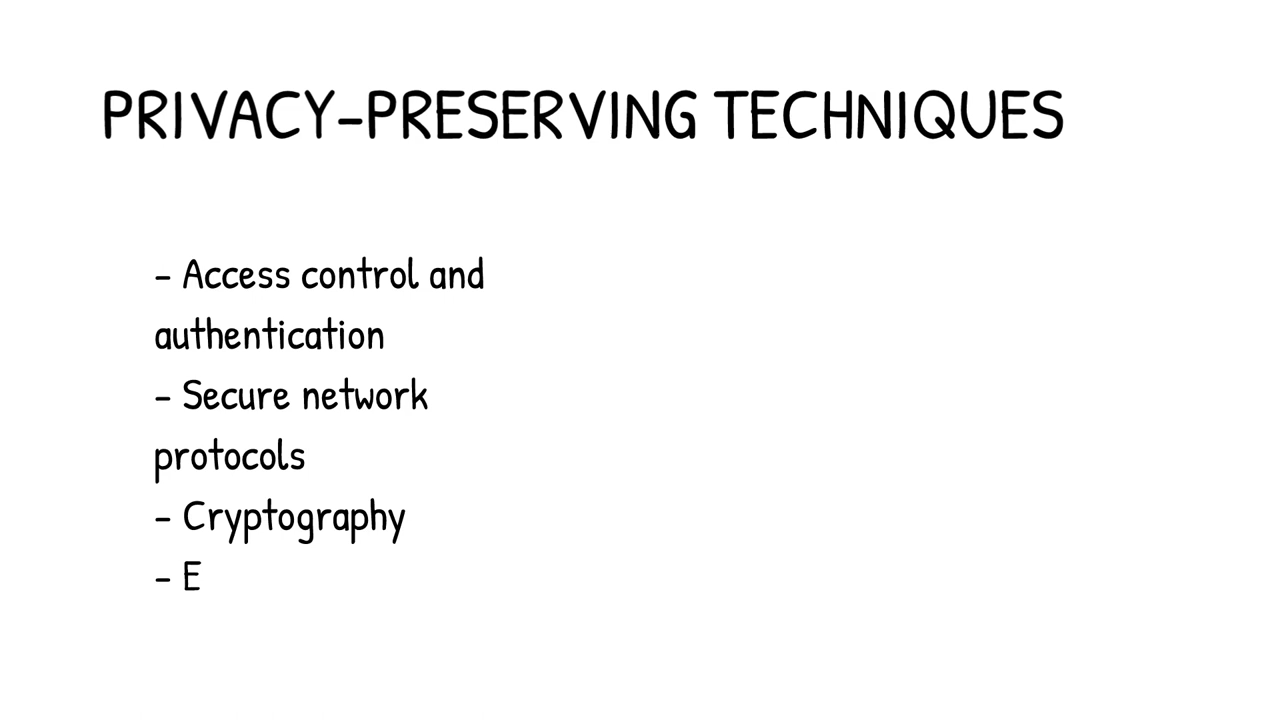 PRIVACY-PRESERVING TECHNIQUES
- Access control and
authentication
- Secure network
protocols
- Cryptography
- E